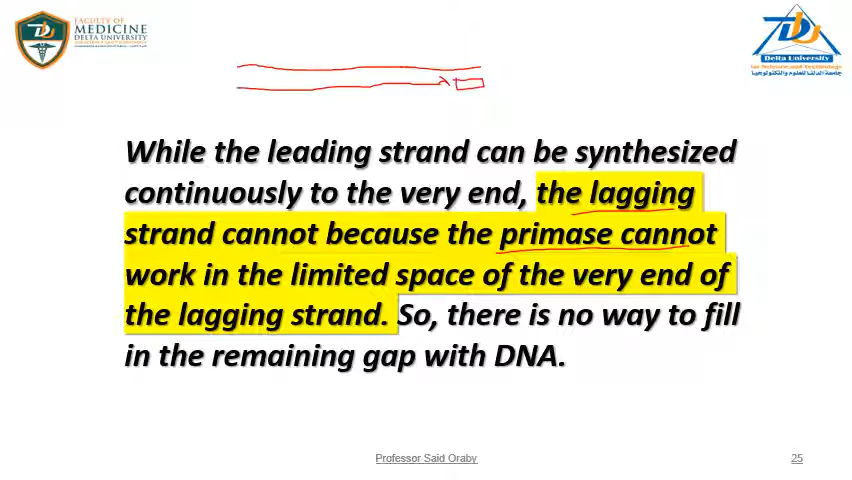 FACULTY OF
MEDICINE
DELTA UNIVERSITY
Delta University
While the leading strand can be synthesized
continuously to the very end, the lagging
strand cannot because the primase cannot
work in the limited space of the very end of
the lagging strand. So, there is no way to fill
in the remaining gap with DNA.
Professor Said Oraby
25